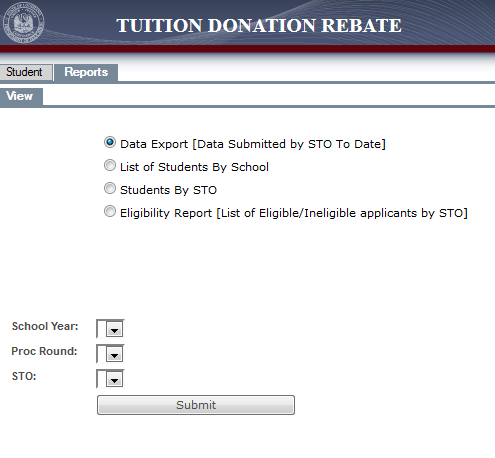 TUITION DONATION REBATE
Student Reports
View
Data Export [Data Submitted by STO To Date]
List of Students By School
Students By STO
Eligibility Report [List of Eligible/Ineligible applicants by STO]
School Year:
Proc Round:
STO:
Submit